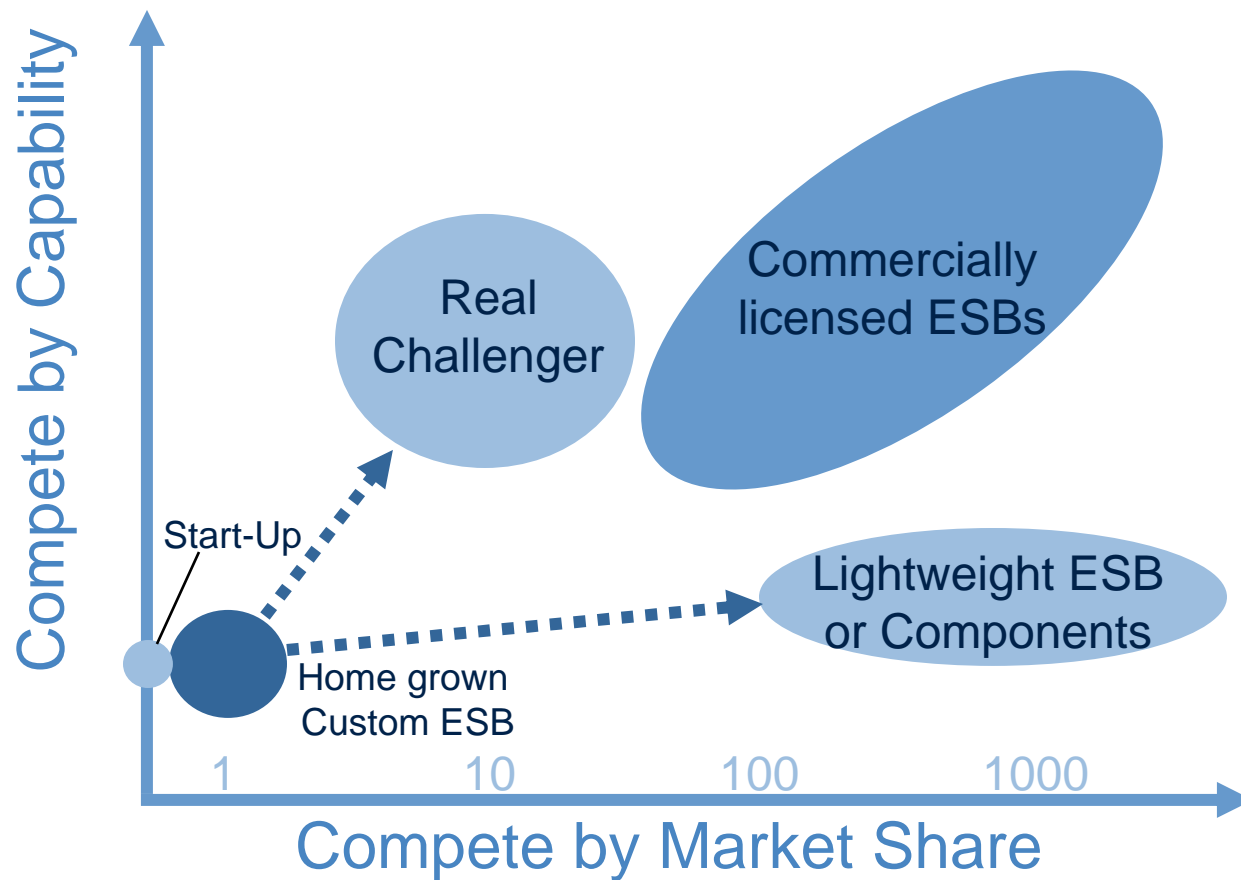 Compete by Capability
Real
Challenger
Commercially
licensed ESBs
Start-Up
Lightweight ESB
or Components
Home grown
Custom ESB
1 10 100 1000
Compete by Market Share